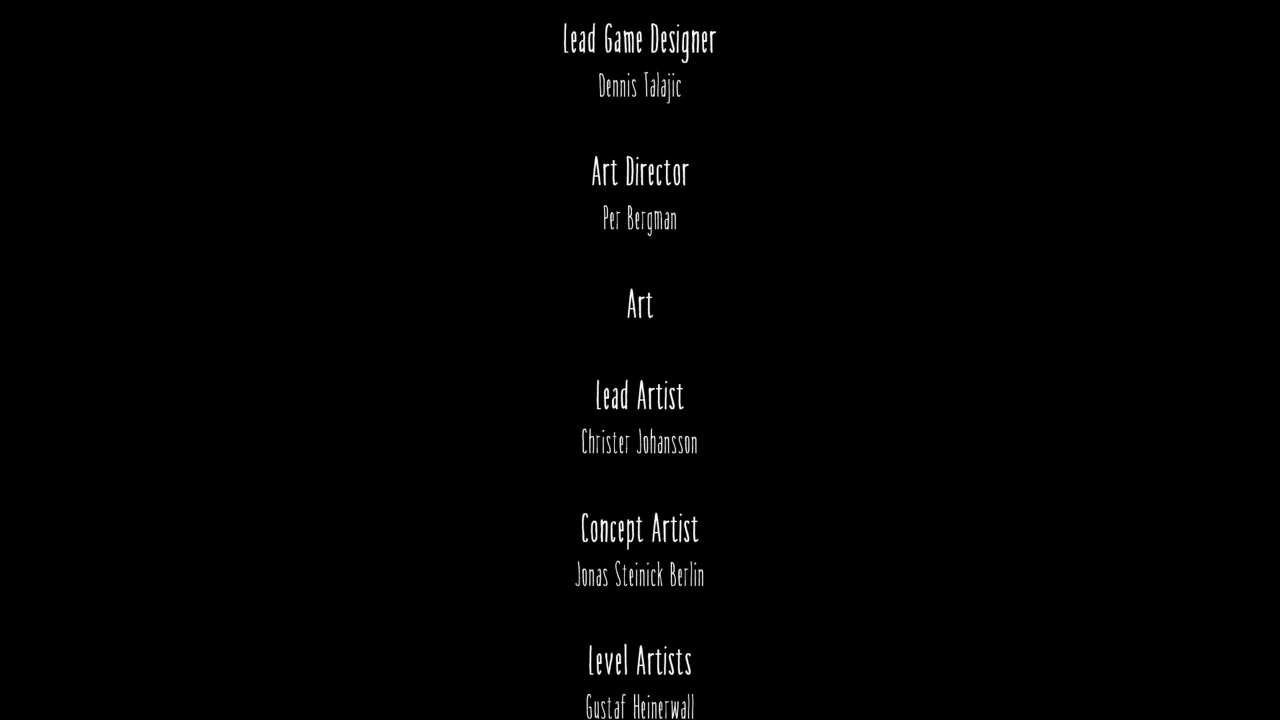 Lead Game Designer
Dennis Talajic
Art Director
Per Bergman
Art
Lead Artist
Christer Johansson
Concept Artist
Jonas Steinick Berlin
Level Artists
Gustaf Heinerwall